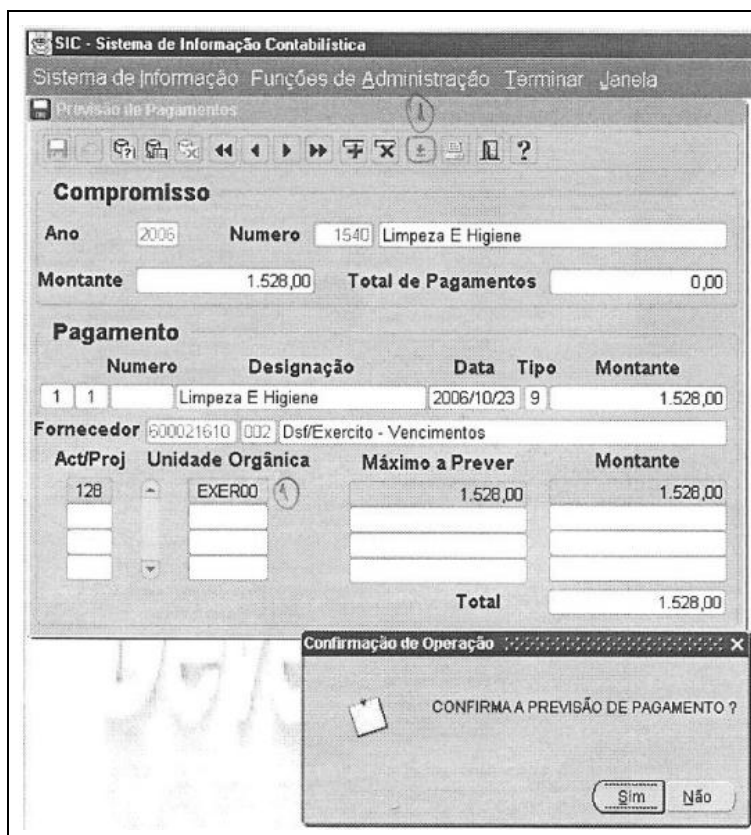 SIC - Sistema de Informação Contabilística
Sistema de Informação Funções de Administração Terminar Janela
Previsão de Pagamentos
1
?
Compromisso
Ano 2006 Numero 1540 Limpeza E Higiene
Montante 1.528,00 Total de Pagamentos 0,00
Pagamento
Numero Designação Data Tipo Montante
1 1 Limpeza E Higiene 2006/10/23 9 1.528,00
Fornecedor 600021610 002 Dsf/Exercito - Vencimentos
Act/Proj Unidade Orgânica Máximo a Prever Montante
128 EXER00 1.528,00 1.528,00
Total 1.528,00
Confirmação de Operação
CONFIRMA A PREVISÃO DE PAGAMENTO ?
Sim Não